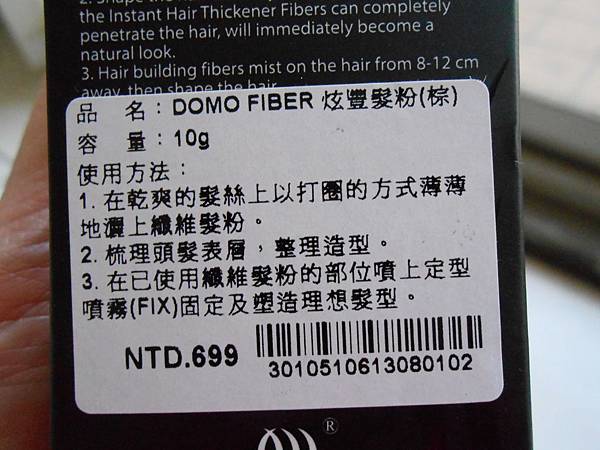 the Instant Hair Thickener Fibers can completely
penetrate the hair, will immediately become a
natural look.
3. Hair building fibers mist on the hair from 8-12 cm
away, then shape the hair.
品 名：DOMO FIBER 炫豐髮粉(棕)
容 量：10g
使用方法：
1. 在乾爽的髮絲上以打圈的方式薄薄
地灑上纖維髮粉。
2. 梳理頭髮表層，整理造型。
3. 在已使用纖維髮粉的部位噴上定型
噴霧(FIX)固定及塑造理想髮型。
NTD.699
3010510613080102
®